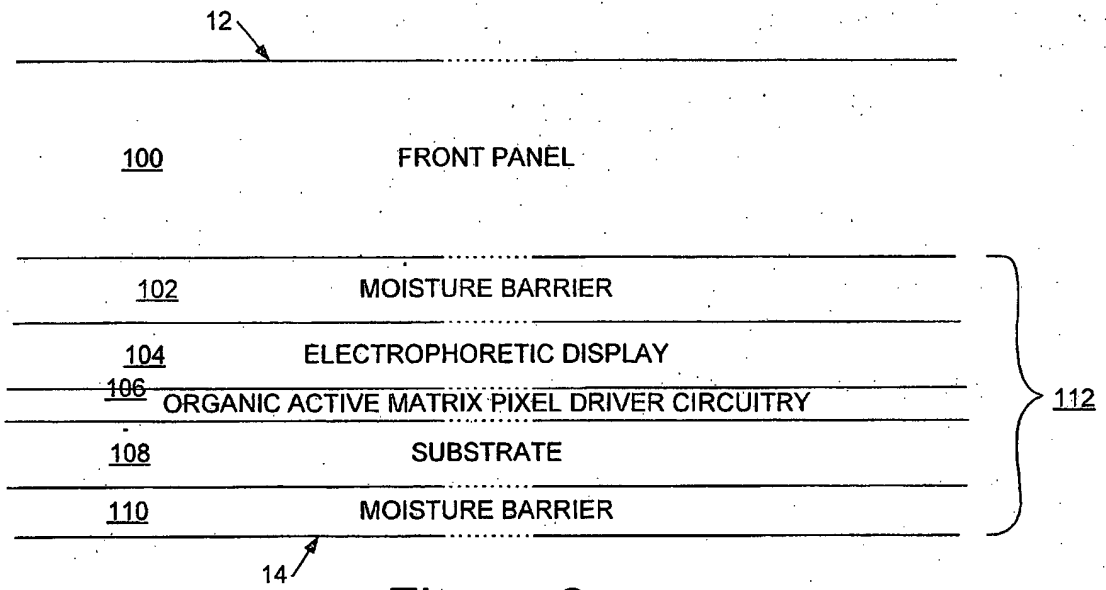 12
100 FRONT PANEL
102 MOISTURE BARRIER
104 ELECTROPHORETIC DISPLAY
106 ORGANIC ACTIVE MATRIX PIXEL DRIVER CIRCUITRY
112
108 SUBSTRATE
110 MOISTURE BARRIER
14